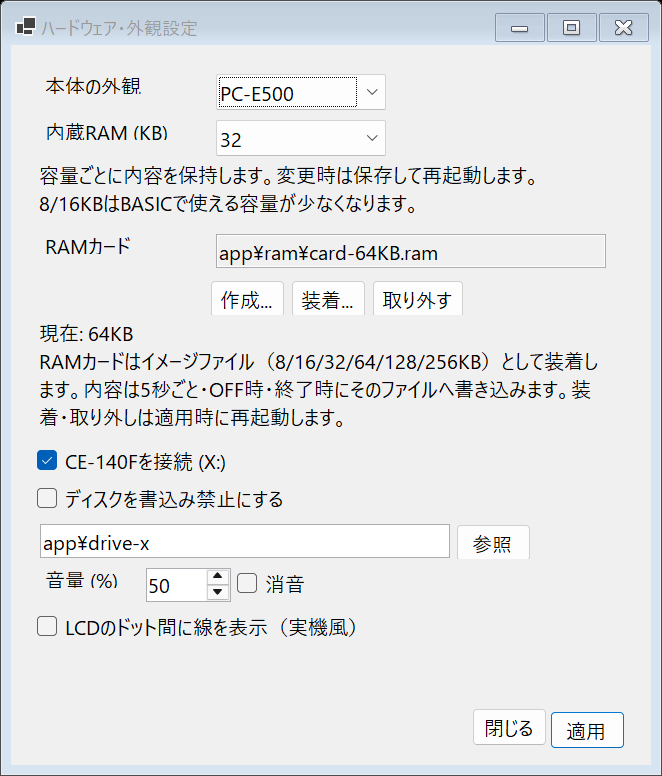 ハードウェア・外観設定
本体の外観 PC-E500
内蔵RAM (KB) 32
容量ごとに内容を保持します。変更時は保存して再起動します。
8/16KBはBASICで使える容量が少なくなります。
RAMカード app¥ram¥card-64KB.ram
作成... 装着... 取り外す
現在: 64KB
RAMカードはイメージファイル（8/16/32/64/128/256KB）として装着し
ます。内容は5秒ごと・OFF時・終了時にそのファイルへ書き込みます。装
着・取り外しは適用時に再起動します。
CE-140Fを接続 (X:)
ディスクを書込み禁止にする
app¥drive-x 参照
音量 (%) 50 消音
LCDのドット間に線を表示（実機風）
閉じる 適用